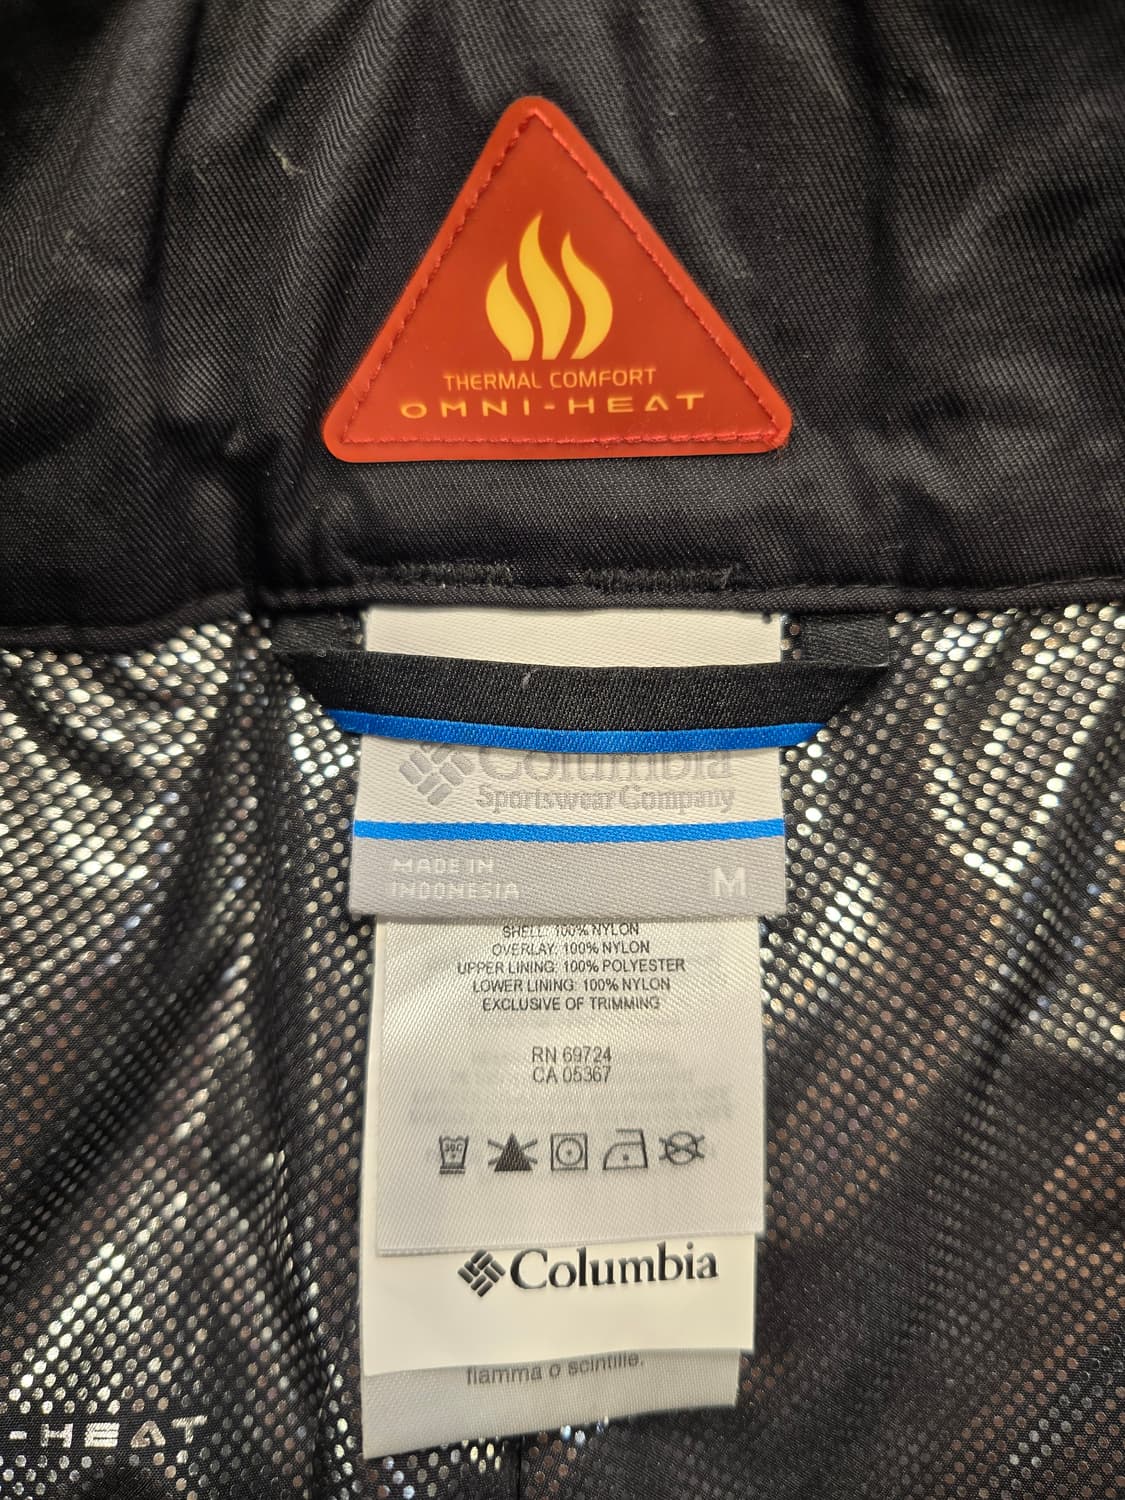 THERMAL COMFORT
OMNI-HEAT
Columbia
Sportswear Company
MADE IN
INDONESIA
M
SHELL: 100% NYLON
OVERLAY: 100% NYLON
UPPER LINING: 100% POLYESTER
LOWER LINING: 100% NYLON
EXCLUSIVE OF TRIMMING
RN 69724
CA 05367
30C
Columbia
fiamma o scintille.
-HEAT